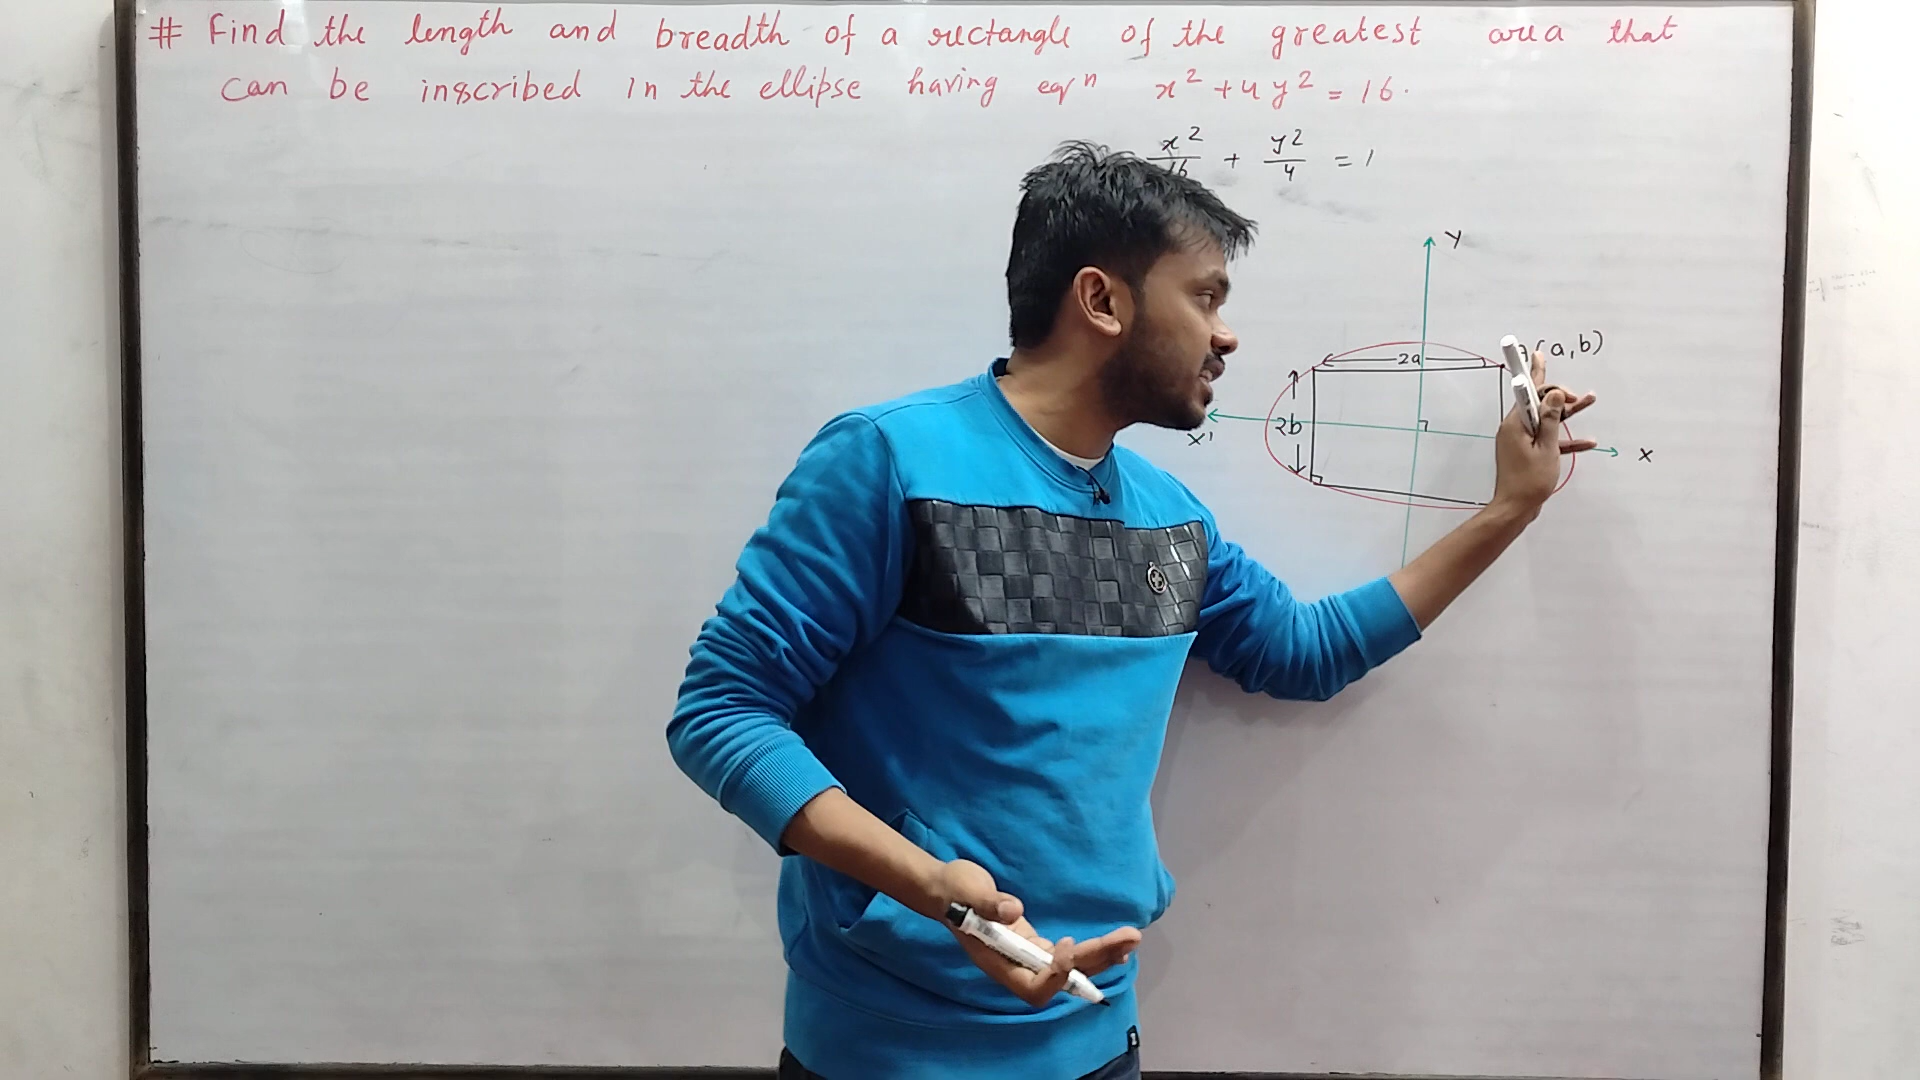 # Find the length and breadth of a rectangle of the greatest area that
can be inscribed in the ellipse having eqⁿ x² + 4y² = 16.
x²/16 + y²/4 = 1
Y
(a,b)
2a
2b
X'
X